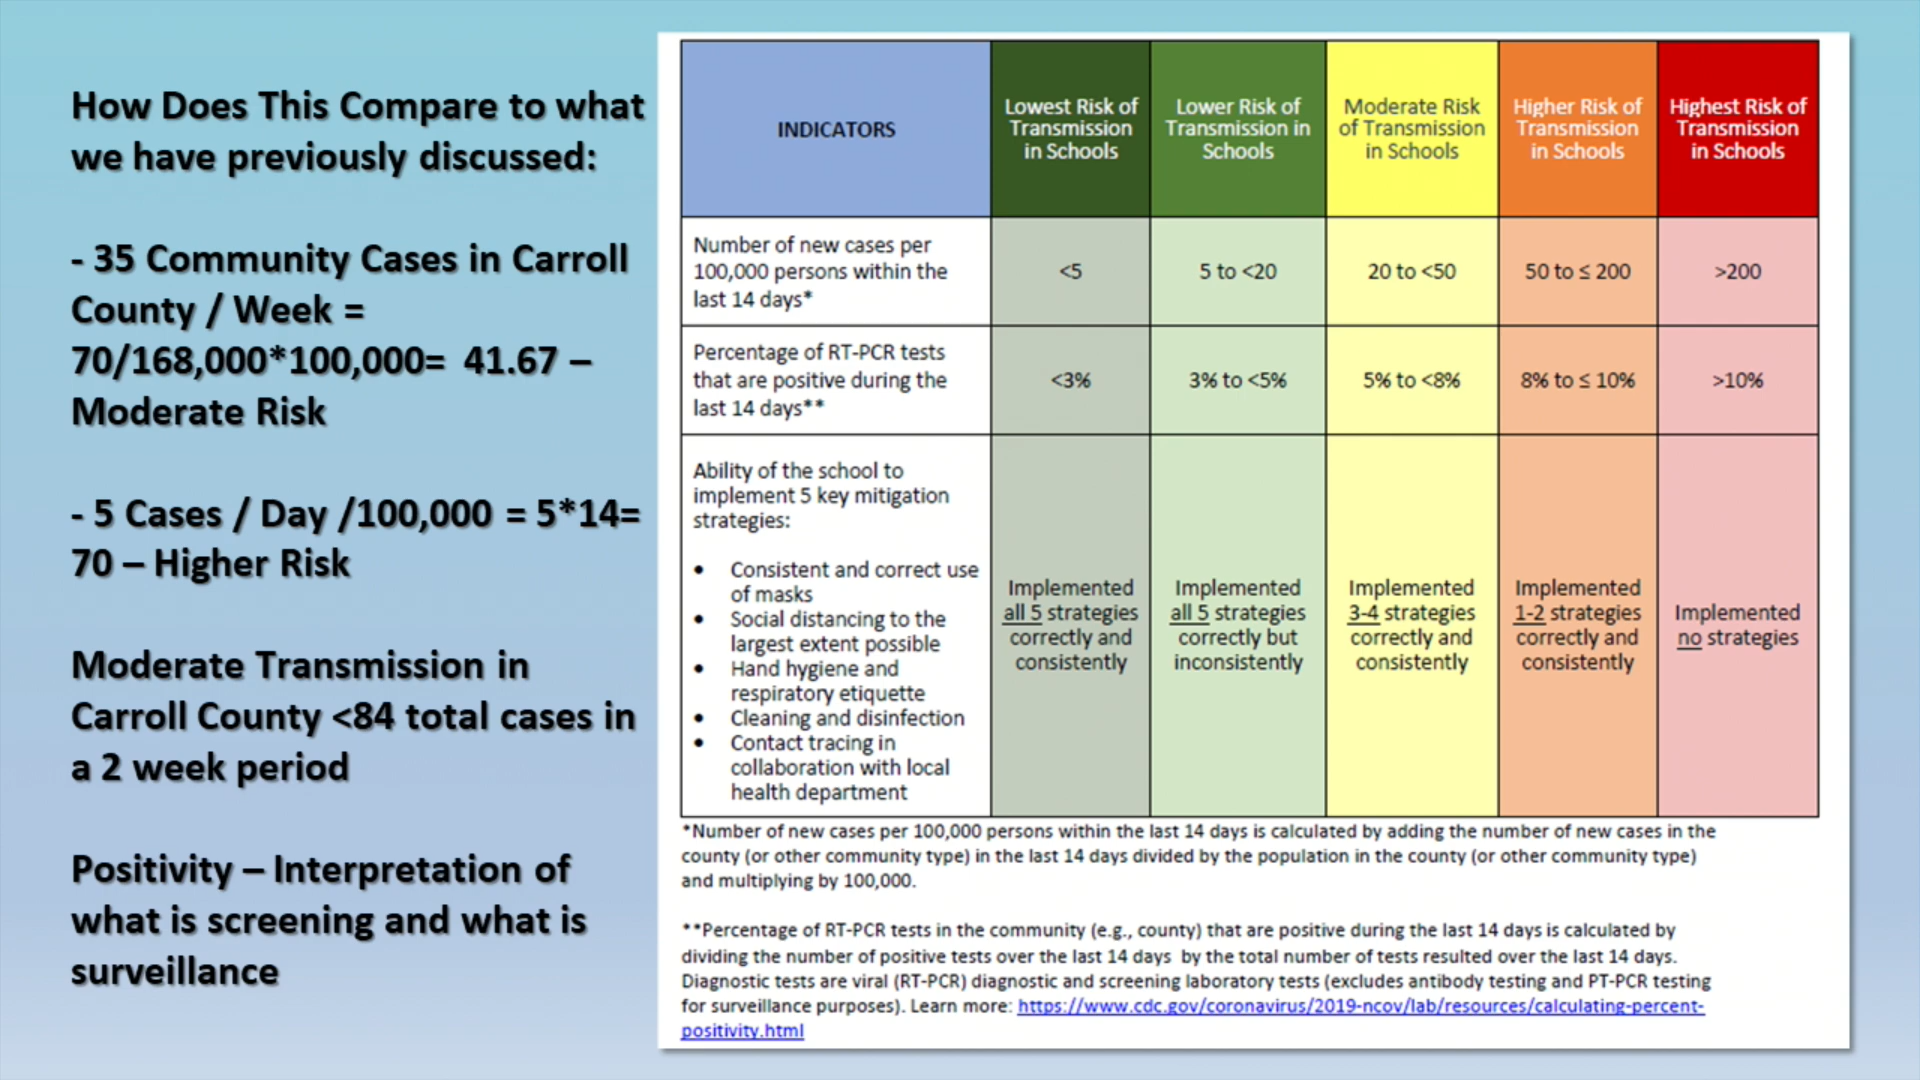 How Does This Compare to what
we have previously discussed:
- 35 Community Cases in Carroll
County / Week =
70/168,000*100,000= 41.67 –
Moderate Risk
- 5 Cases / Day /100,000 = 5*14=
70 – Higher Risk
Moderate Transmission in
Carroll County <84 total cases in
a 2 week period
Positivity – Interpretation of
what is screening and what is
surveillance
INDICATORS
Lowest Risk of
Transmission
in Schools
Lower Risk of
Transmission in
Schools
Moderate Risk
of Transmission
in Schools
Higher Risk of
Transmission
in Schools
Highest Risk of
Transmission
in Schools
Number of new cases per
100,000 persons within the
last 14 days*
<5
5 to <20
20 to <50
50 to ≤ 200
>200
Percentage of RT-PCR tests
that are positive during the
last 14 days**
<3%
3% to <5%
5% to <8%
8% to ≤ 10%
>10%
Ability of the school to
implement 5 key mitigation
strategies:
• Consistent and correct use
of masks
• Social distancing to the
largest extent possible
• Hand hygiene and
respiratory etiquette
• Cleaning and disinfection
• Contact tracing in
collaboration with local
health department
Implemented
all 5 strategies
correctly and
consistently
Implemented
all 5 strategies
correctly but
inconsistently
Implemented
3-4 strategies
correctly and
consistently
Implemented
1-2 strategies
correctly and
consistently
Implemented
no strategies
*Number of new cases per 100,000 persons within the last 14 days is calculated by adding the number of new cases in the
county (or other community type) in the last 14 days divided by the population in the county (or other community type)
and multiplying by 100,000.
**Percentage of RT-PCR tests in the community (e.g., county) that are positive during the last 14 days is calculated by
dividing the number of positive tests over the last 14 days by the total number of tests resulted over the last 14 days.
Diagnostic tests are viral (RT-PCR) diagnostic and screening laboratory tests (excludes antibody testing and PT-PCR testing
for surveillance purposes). Learn more: https://www.cdc.gov/coronavirus/2019-ncov/lab/resources/calculating-percent-
positivity.html